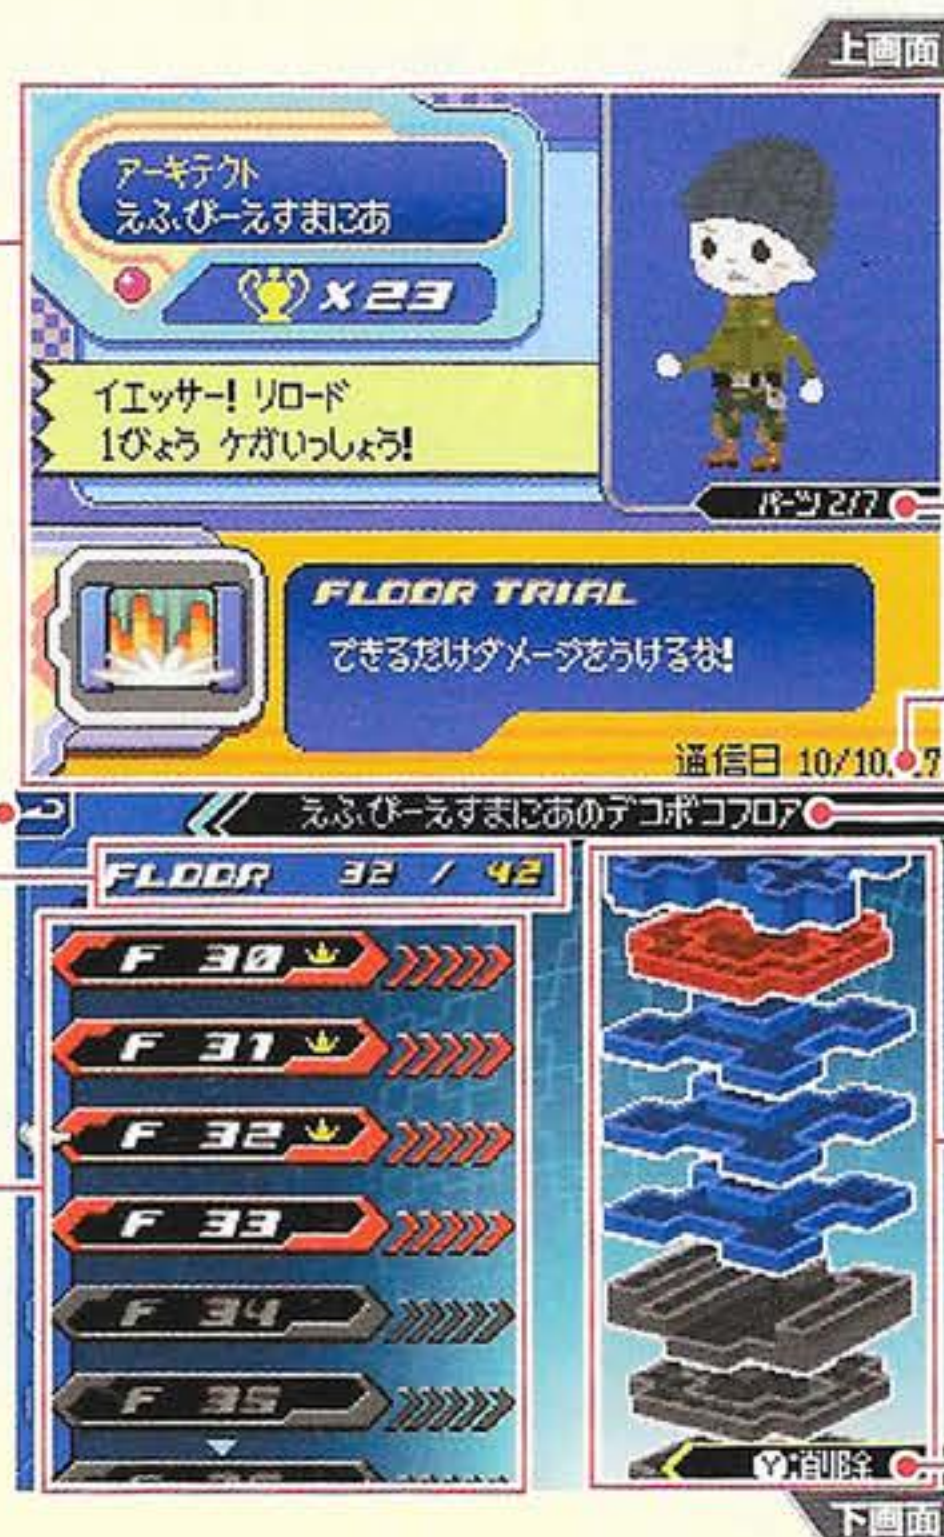 上画面
アーキテクト
えふぴーえすまにあ
x 23
イエッサー! リロード
1びょう ケガいっしょう!
パーツ 2/7
FLOOR TRIAL
できるだけダメージをうけるな!
通信日 10/10
えふぴーえすまにあのデコボコフロア
FLOOR 32 / 42
F 30
F 31
F 32
F 33
F 34
F 35
Y:削除
下画面